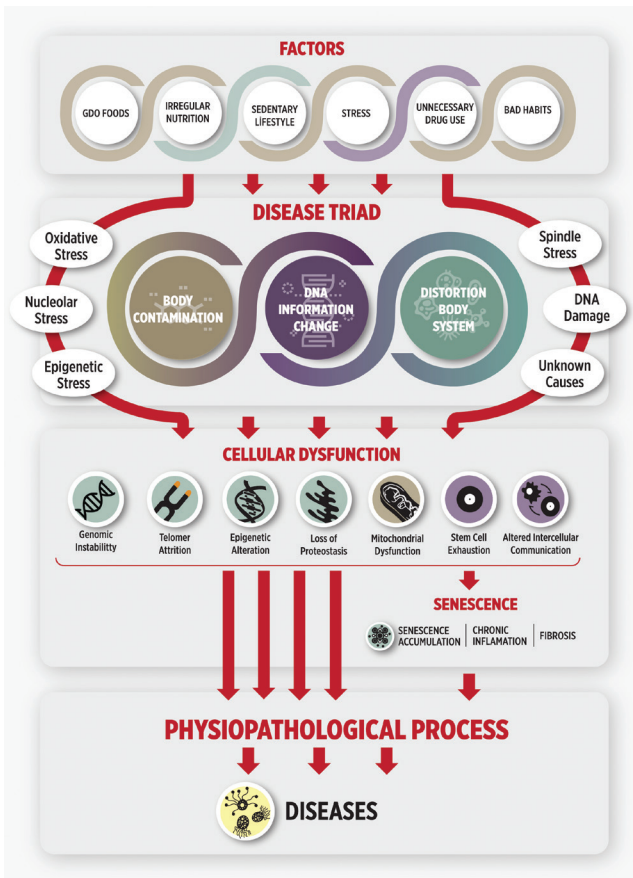 FACTORS
GDO FOODS
IRREGULAR
NUTRITION
SEDENTARY
LİFESTYLE
STRESS
UNNECESSARY
DRUG USE
BAD HABITS
DISEASE TRIAD
Oxidative
Stress
Nucleolar
Stress
Epigenetic
Stress
BODY
CONTAMINATION
DNA
INFORMATION
CHANGE
DISTORTION
BODY
SYSTEM
Spindle
Stress
DNA
Damage
Unknown
Causes
CELLULAR DYSFUNCTION
Genomic
Instabilitty
Telomer
Attrition
Epigenetic
Alteration
Loss of
Proteostasis
Mitochondrial
Dysfunction
Stem Cell
Exhaustion
Altered Intercellular
Communication
SENESCENCE
SENESCENCE
ACCUMULATION
CHRONIC
INFLAMATION
FIBROSIS
PHYSIOPATHOLOGICAL PROCESS
DISEASES